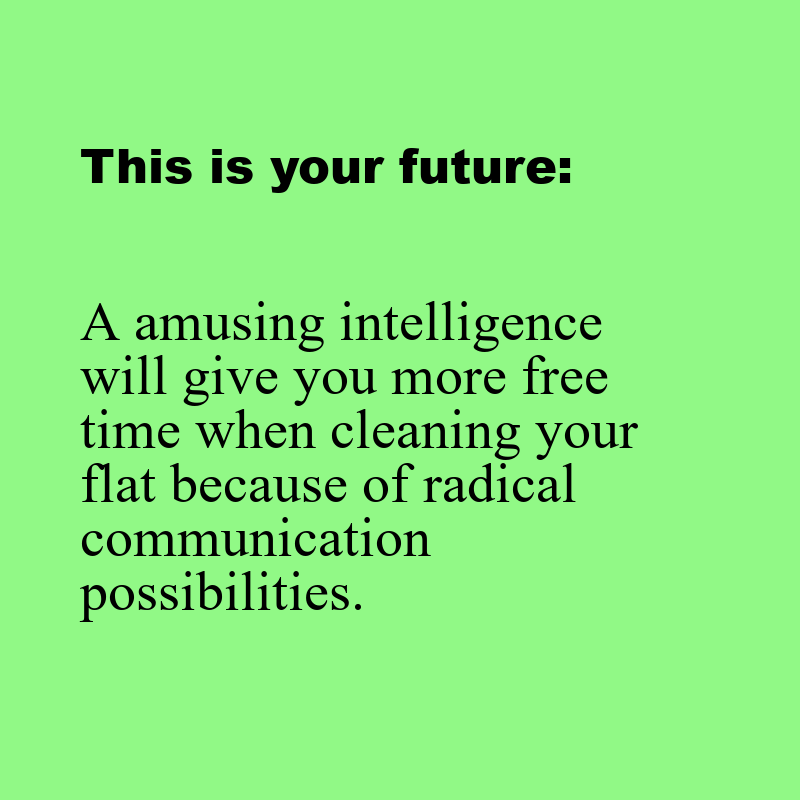 This is your future:
A amusing intelligence
will give you more free
time when cleaning your
flat because of radical
communication
possibilities.